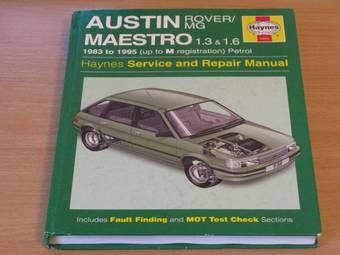 AUSTIN ROVER/
MG
MAESTRO 1.3 & 1.6
1983 to 1995 (up to M registration) Petrol
Haynes
Haynes Service and Repair Manual
Includes Fault Finding and MOT Test Check Sections